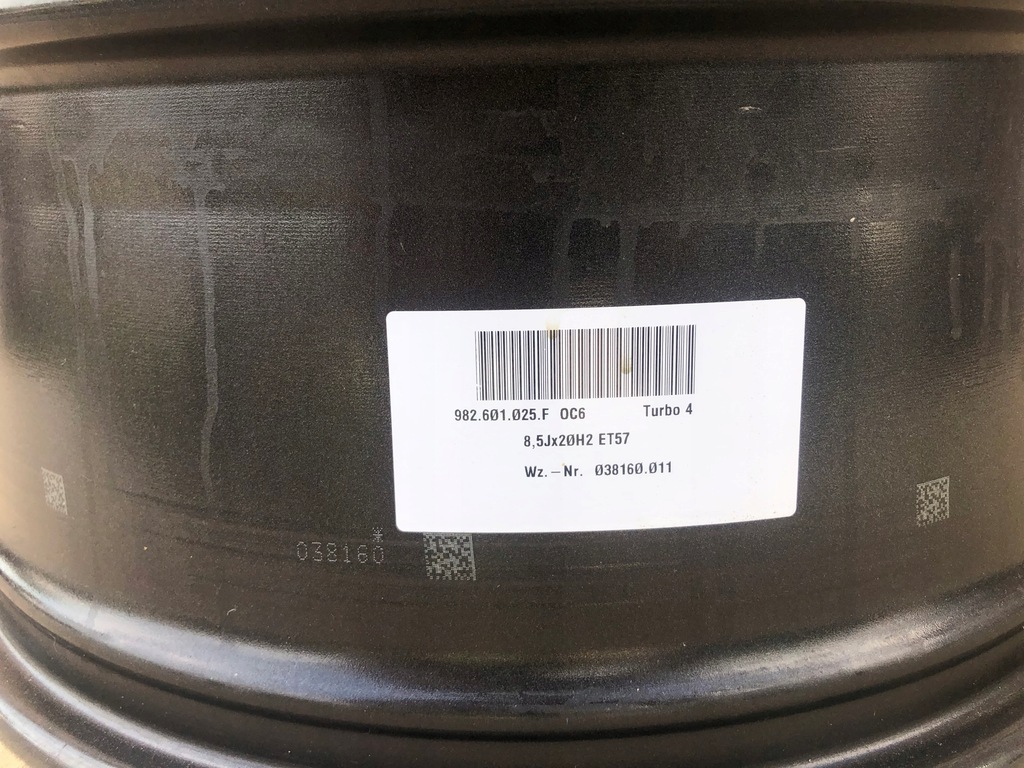 982.601.025.F OC6 Turbo 4
8,5Jx20H2 ET57
Wz.–Nr. 038160.011
*
038160